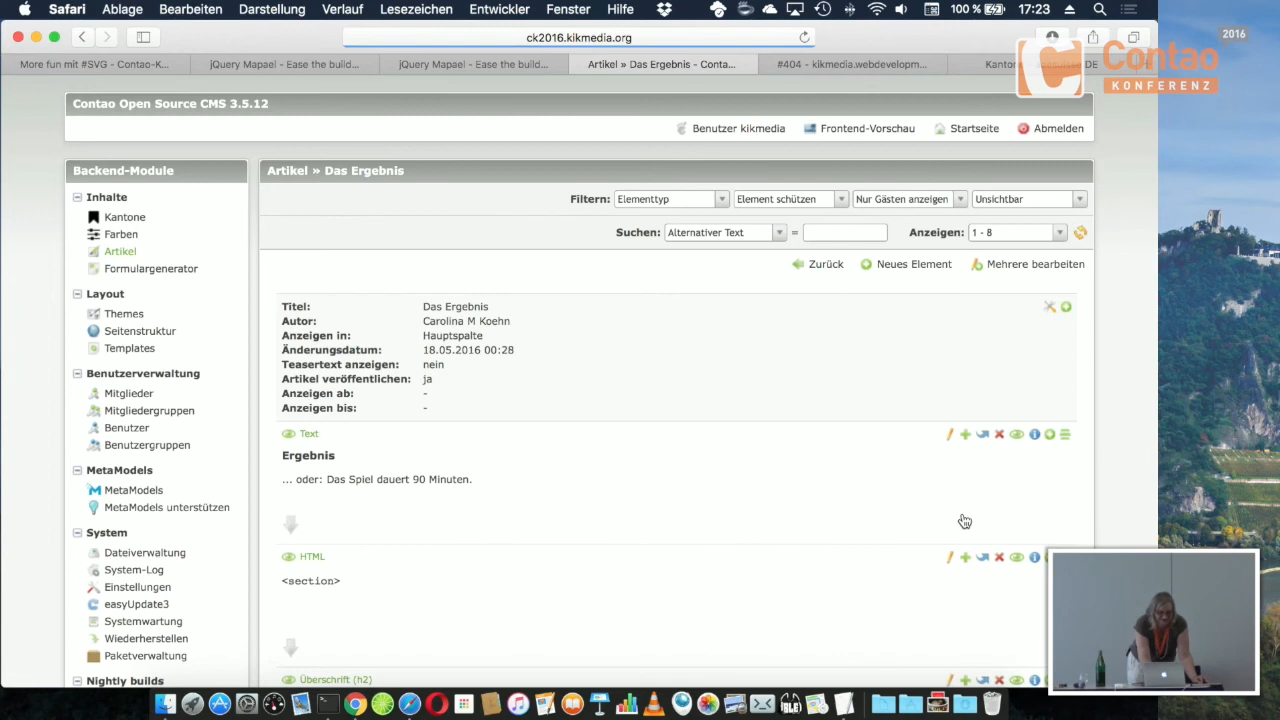 Safari Ablage Bearbeiten Darstellung Verlauf Lesezeichen Entwickler Fenster Hilfe 100 % 17:23
ck2016.kikmedia.org
2016
Contao
KONFERENZ
More fun mit #SVG - Contao-K... jQuery Mapael - Ease the build... jQuery Mapael - Ease the build... Artikel » Das Ergebnis - Conta... #404 - kikmedia.webdevelopm...
Contao Open Source CMS 3.5.12
Benutzer kikmedia Frontend-Vorschau Startseite Abmelden
Backend-Module
Inhalte
Kantone
Farben
Artikel
Formulargenerator
Layout
Themes
Seitenstruktur
Templates
Benutzerverwaltung
Mitglieder
Mitgliedergruppen
Benutzer
Benutzergruppen
MetaModels
MetaModels
MetaModels unterstützen
System
Dateiverwaltung
System-Log
Einstellungen
easyUpdate3
Systemwartung
Wiederherstellen
Paketverwaltung
Nightly builds
Artikel » Das Ergebnis
Filtern: Elementtyp Element schützen Nur Gästen anzeigen Unsichtbar
Suchen: Alternativer Text = Anzeigen: 1 - 8
Zurück Neues Element Mehrere bearbeiten
Titel: Das Ergebnis
Autor: Carolina M Koehn
Anzeigen in: Hauptspalte
Änderungsdatum: 18.05.2016 00:28
Teasertext anzeigen: nein
Artikel veröffentlichen: ja
Anzeigen ab: -
Anzeigen bis: -
Text
Ergebnis
... oder: Das Spiel dauert 90 Minuten.
HTML
<section>
Überschrift (h2)